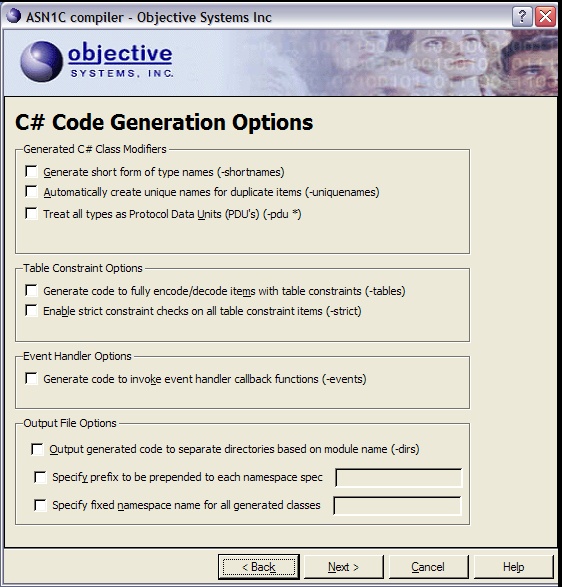 ASN1C compiler - Objective Systems Inc
objective
SYSTEMS, INC.
C# Code Generation Options
Generated C# Class Modifiers
Generate short form of type names (-shortnames)
Automatically create unique names for duplicate items (-uniquenames)
Treat all types as Protocol Data Units (PDU's) (-pdu *)
Table Constraint Options
Generate code to fully encode/decode items with table constraints (-tables)
Enable strict constraint checks on all table constraint items (-strict)
Event Handler Options
Generate code to invoke event handler callback functions (-events)
Output File Options
Output generated code to separate directories based on module name (-dirs)
Specify prefix to be prepended to each namespace spec
Specify fixed namespace name for all generated classes
< Back Next > Cancel Help